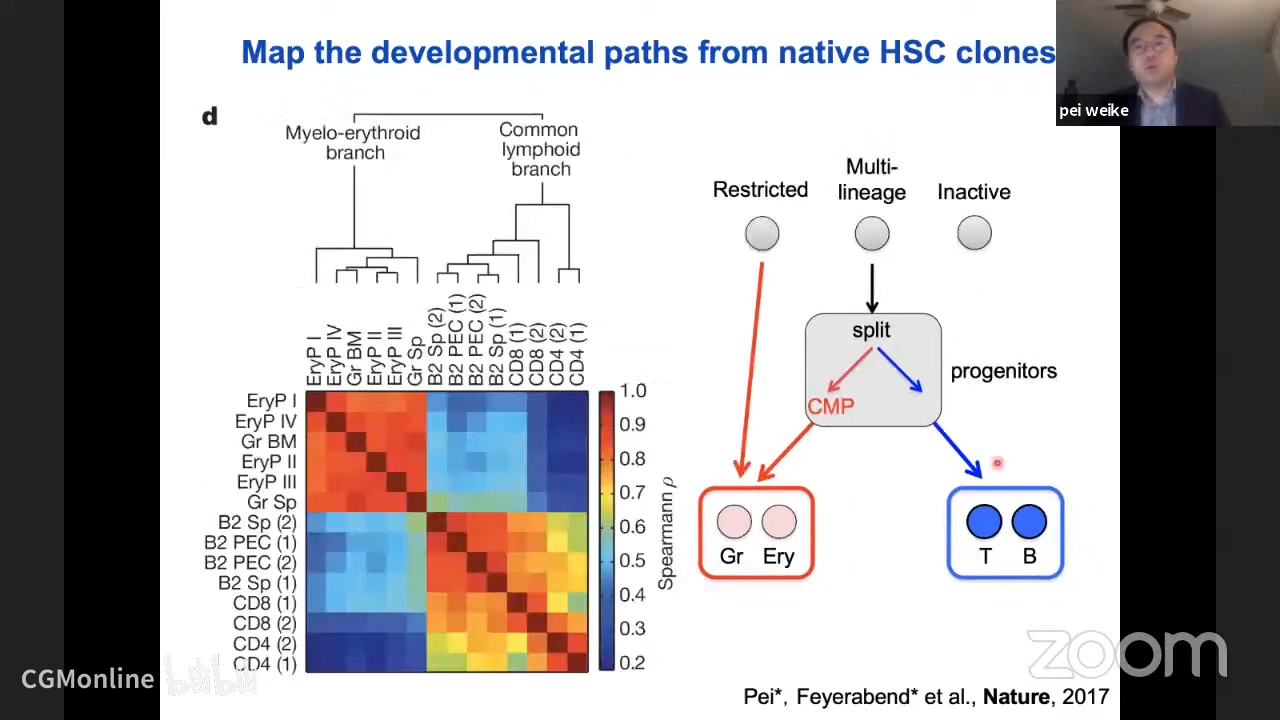 Map the developmental paths from native HSC clones
pei weike
d
Myelo-erythroid
branch
Common
lymphoid
branch
EryP I
EryP IV
Gr BM
EryP II
EryP III
Gr Sp
B2 Sp (2)
B2 PEC (1)
B2 PEC (2)
B2 Sp (1)
CD8 (1)
CD8 (2)
CD4 (2)
CD4 (1)
EryP I
EryP IV
Gr BM
EryP II
EryP III
Gr Sp
B2 Sp (2)
B2 PEC (1)
B2 PEC (2)
B2 Sp (1)
CD8 (1)
CD8 (2)
CD4 (2)
CD4 (1)
1.0
0.9
0.8
0.7
0.6
0.5
0.4
0.3
0.2
Spearmann ρ
Restricted
Multi-
lineage
Inactive
split
CMP
progenitors
Gr Ery
T B
zoom
CGMonline bilibili
Pei*, Feyerabend* et al., Nature, 2017